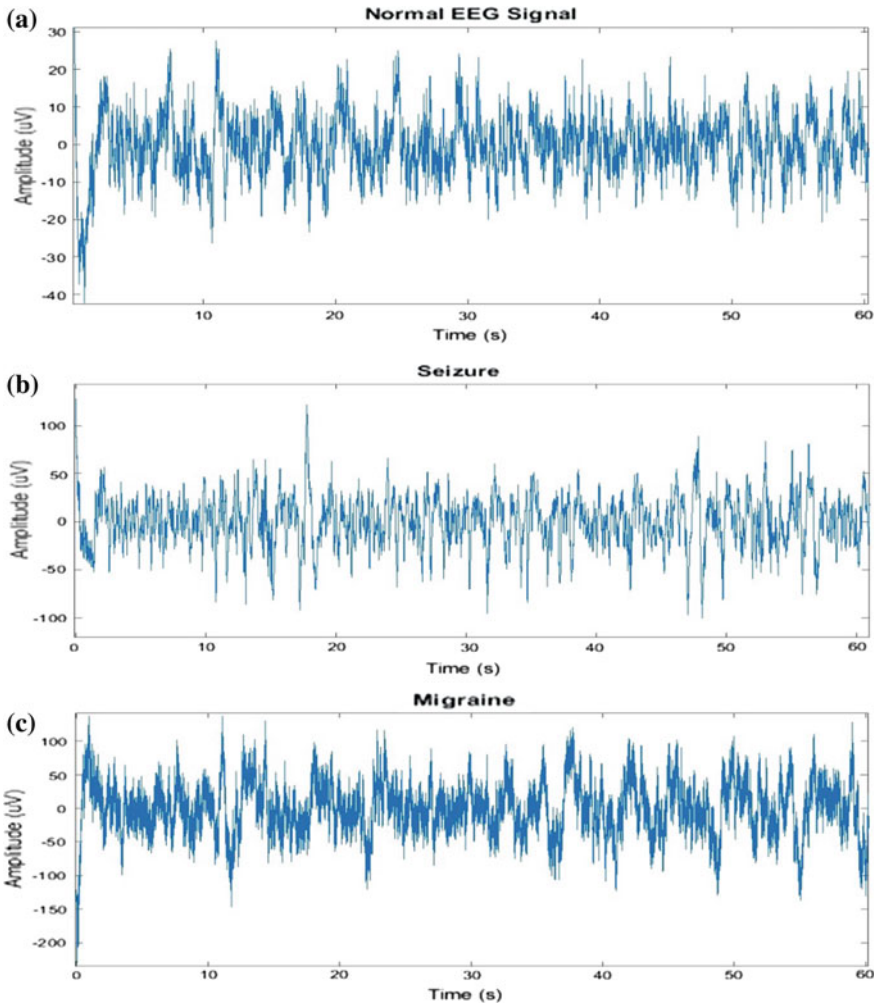 (a)
Normal EEG Signal
30
20
10
0
-10
-20
-30
-40
Amplitude (uV)
10 20 30 40 50 60
Time (s)
(b)
Seizure
100
50
0
-50
-100
Amplitude (uV)
0 10 20 30 40 50 60
Time (s)
(c)
Migraine
100
50
0
-50
-100
-150
-200
Amplitude (uV)
0 10 20 30 40 50 60
Time (s)